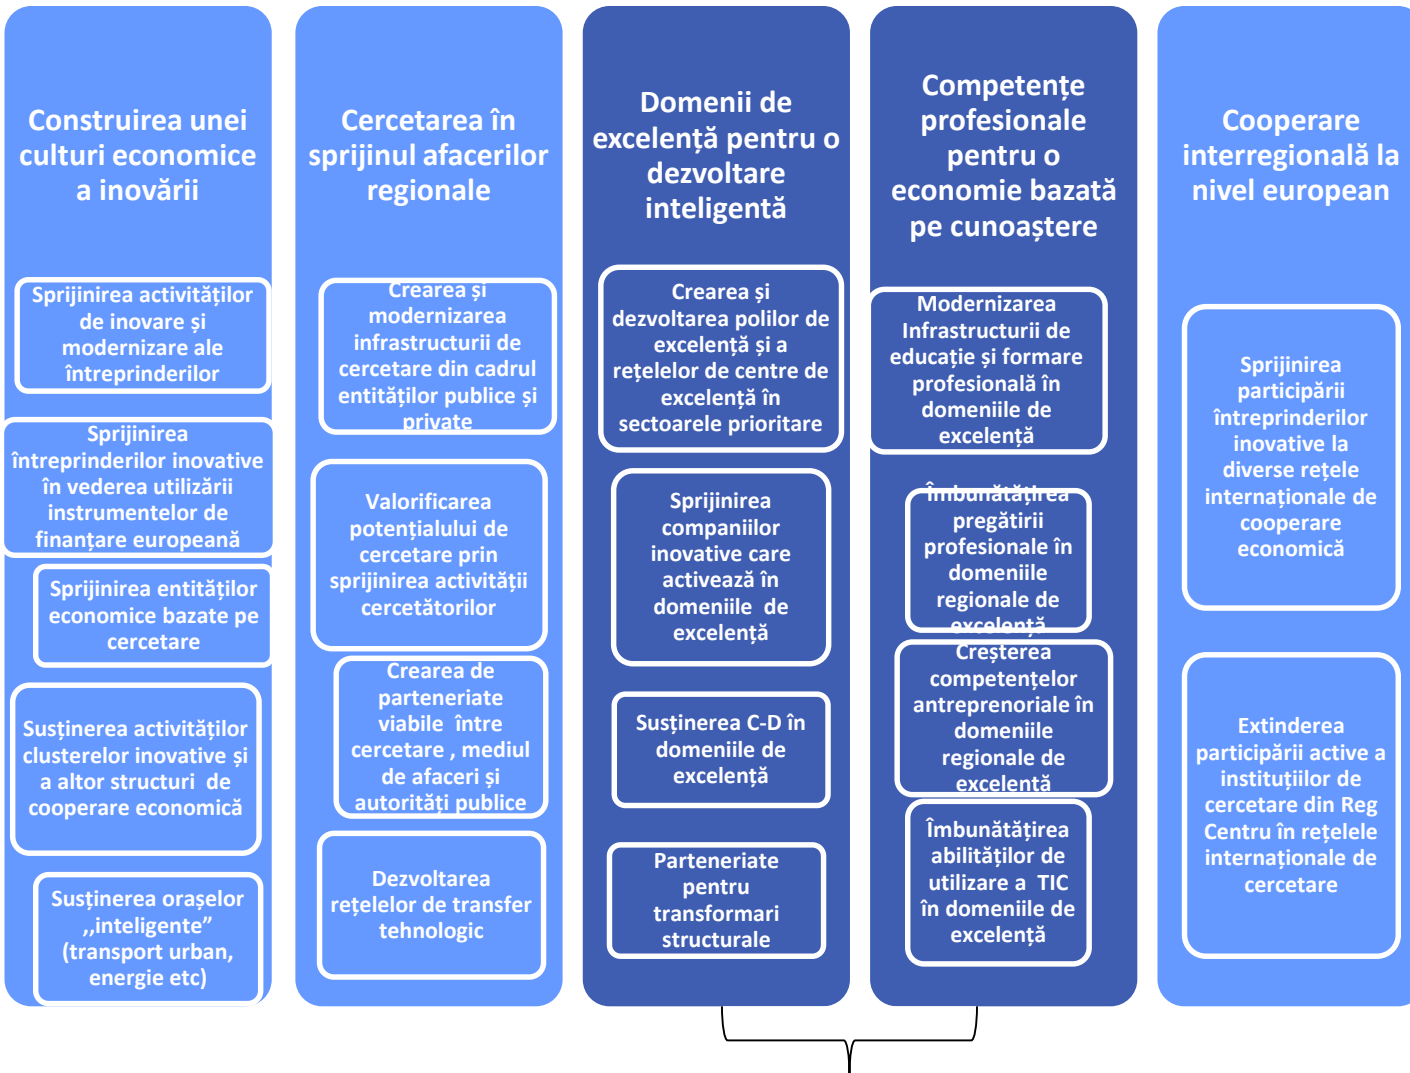 Construirea unei
culturi economice
a inovării
Sprijinirea activităților
de inovare și
modernizare ale
întreprinderilor
Sprijinirea
întreprinderilor inovative
în vederea utilizării
instrumentelor de
finanțare europeană
Sprijinirea entităților
economice bazate pe
cercetare
Susținerea activităților
clusterelor inovative și
a altor structuri de
cooperare economică
Susținerea orașelor
,,inteligente”
(transport urban,
energie etc)
Cercetarea în
sprijinul afacerilor
regionale
Crearea și
modernizarea
infrastructurii de
cercetare din cadrul
entităților publice și
private
Valorificarea
potențialului de
cercetare prin
sprijinirea activității
cercetătorilor
Crearea de
parteneriate
viabile între
cercetare , mediul
de afaceri și
autorități publice
Dezvoltarea
rețelelor de transfer
tehnologic
Domenii de
excelență pentru o
dezvoltare
inteligentă
Crearea și
dezvoltarea polilor de
excelență și a
rețelelor de centre de
excelență în
sectoarele prioritare
Sprijinirea
companiilor
inovative care
activează în
domeniile de
excelență
Susținerea C-D în
domeniile de
excelență
Parteneriate
pentru
transformari
structurale
Competențe
profesionale
pentru o
economie bazată
pe cunoaștere
Modernizarea
Infrastructurii de
educație și formare
profesională în
domeniile de
excelență
Îmbunătățirea
pregătirii
profesionale în
domeniile
regionale de
excelență
Creșterea
competențelor
antreprenoriale în
domeniile
regionale de
excelență
Îmbunătățirea
abilităților de
utilizare a TIC
în domeniile de
excelență
Cooperare
interregională la
nivel european
Sprijinirea
participării
întreprinderilor
inovative la
diverse rețele
internaționale de
cooperare
economică
Extinderea
participării active a
instituțiilor de
cercetare din Reg
Centru în rețelele
internaționale de
cercetare